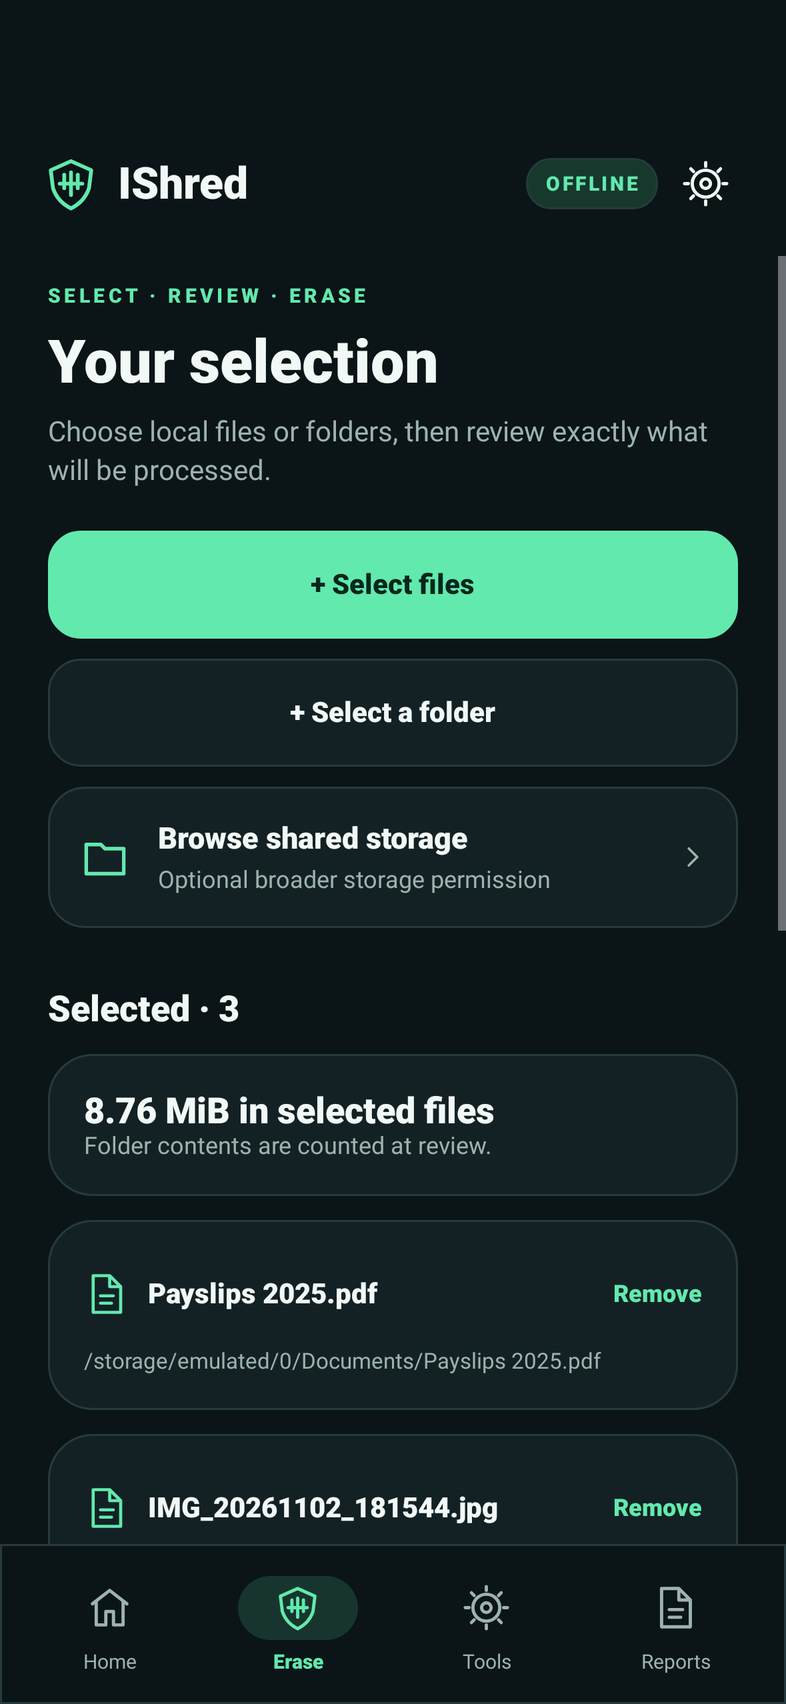 IShred
OFFLINE
SELECT · REVIEW · ERASE
Your selection
Choose local files or folders, then review exactly what
will be processed.
+ Select files
+ Select a folder
Browse shared storage
Optional broader storage permission
Selected · 3
8.76 MiB in selected files
Folder contents are counted at review.
Payslips 2025.pdf
Remove
/storage/emulated/0/Documents/Payslips 2025.pdf
IMG_20261102_181544.jpg
Remove
Home
Erase
Tools
Reports